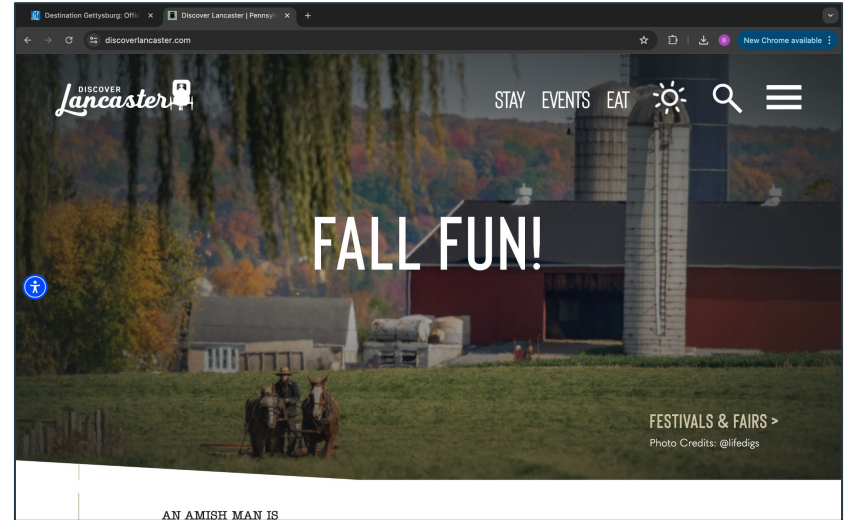 Destination Gettysburg: Offic
Discover Lancaster | Pennsylv
discoverlancaster.com
B
New Chrome available
DISCOVER
Lancaster
STAY EVENTS EAT
FALL FUN!
FESTIVALS & FAIRS >
Photo Credits: @lifedigs
AN AMISH MAN IS